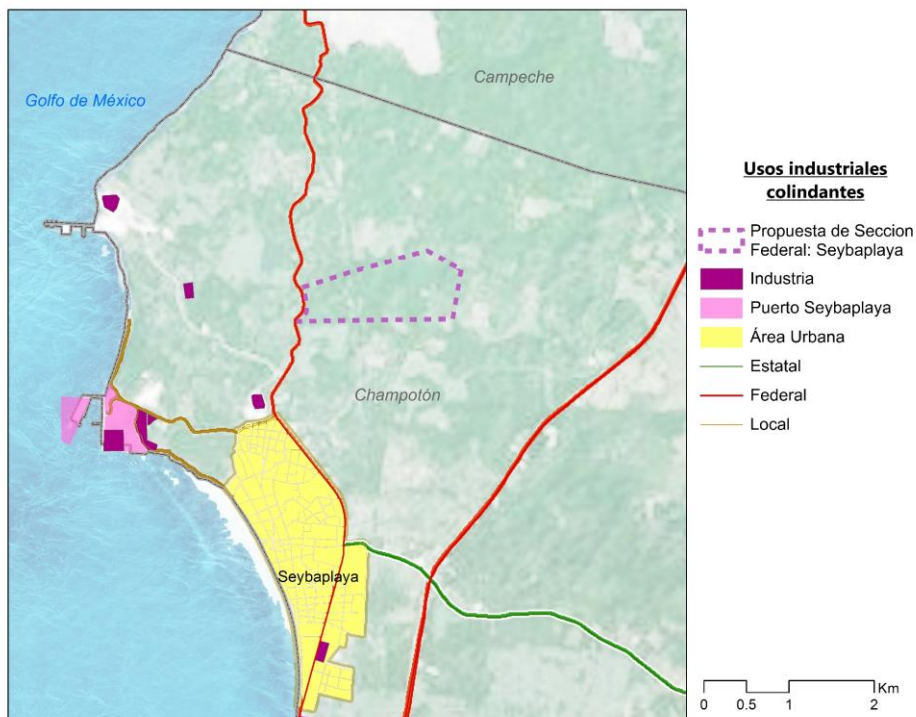 Campeche
Golfo de México
Champotón
Seybaplaya
Usos industriales
colindantes
Propuesta de Seccion
Federal: Seybaplaya
Industria
Puerto Seybaplaya
Área Urbana
Estatal
Federal
Local
Km
0 0.5 1 2